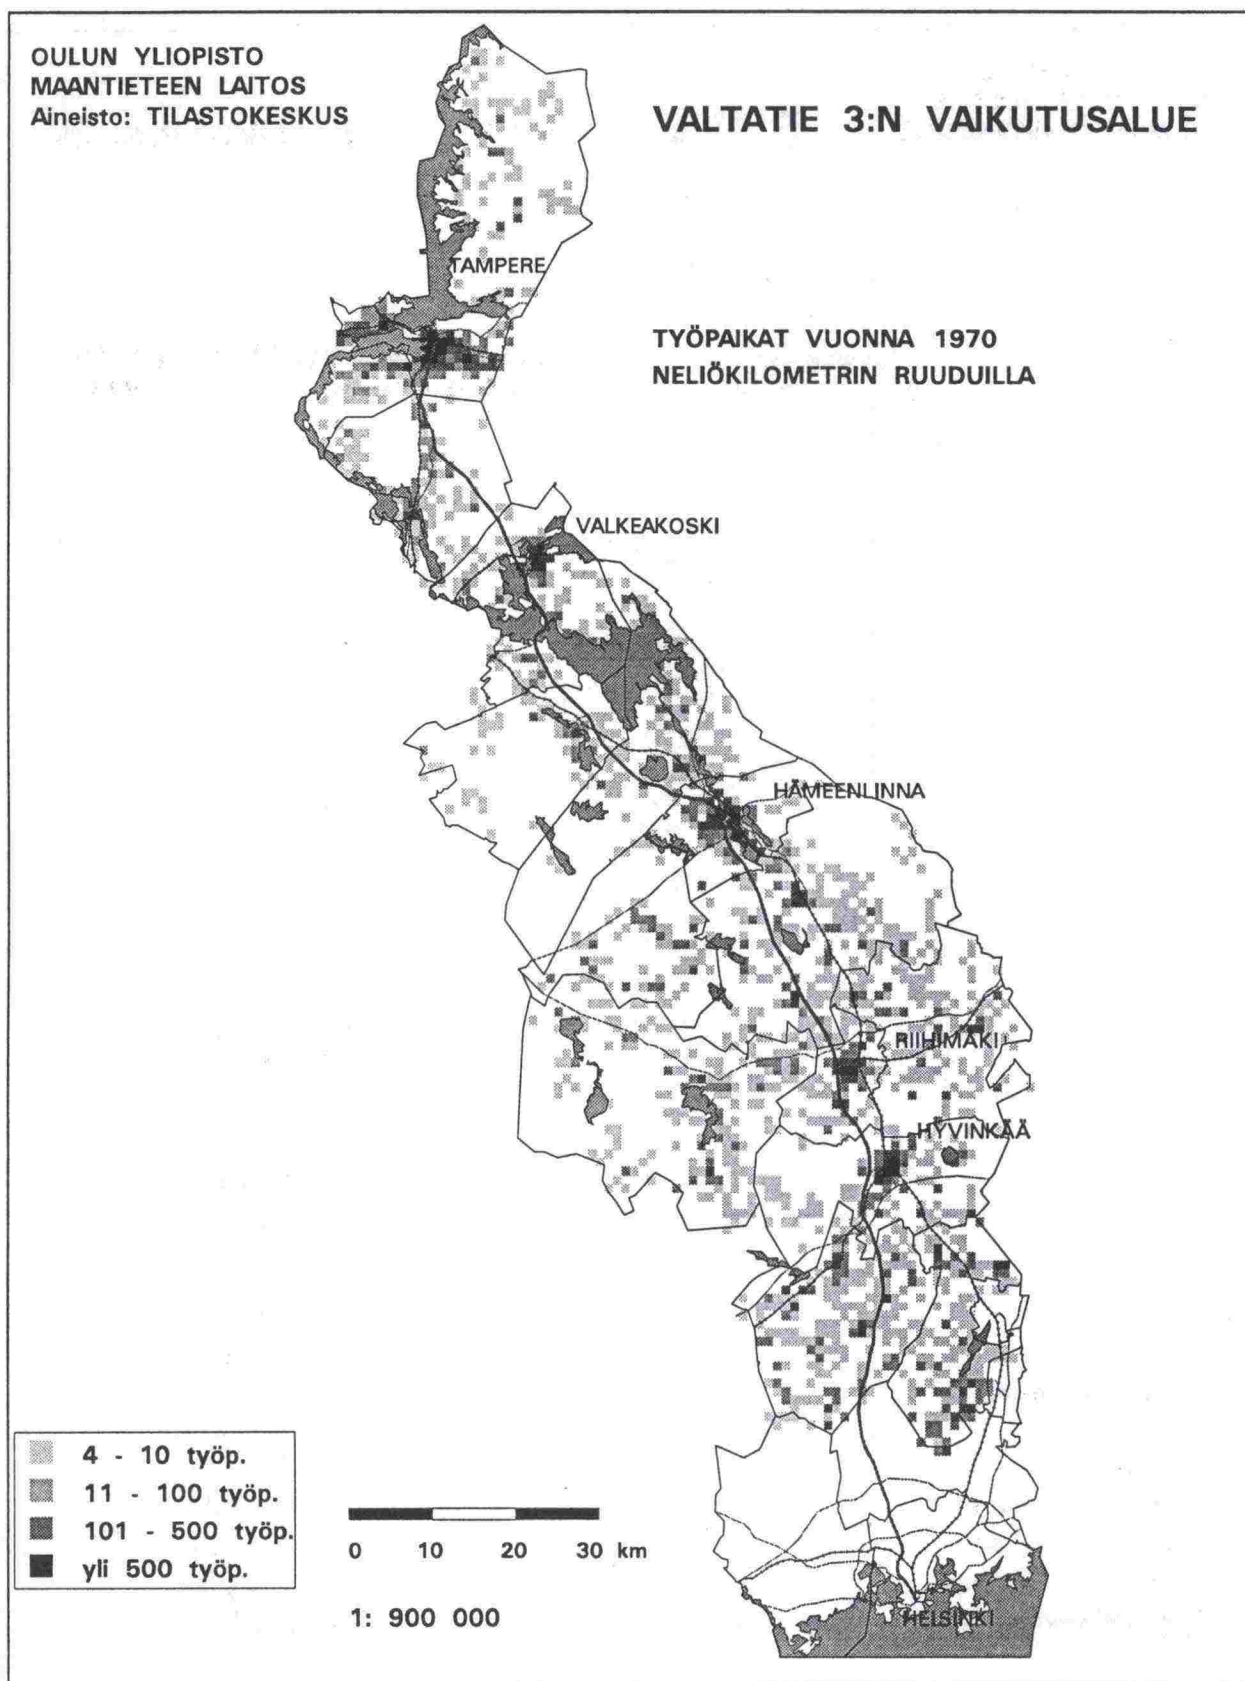 OULUN YLIOPISTO
MAANTIETEEN LAITOS
Aineisto: TILASTOKESKUS
VALTATIE 3:N VAIKUTUSALUE
TAMPERE
TYÖPAIKAT VUONNA 1970
NELIÖKILOMETRIN RUUDUILLA
VALKEAKOSKI
HÄMEENLINNA
RIIHIMÄKI
HYVINKÄÄ
4 - 10 työp.
11 - 100 työp.
101 - 500 työp.
yli 500 työp.
0 10 20 30 km
1: 900 000
HELSINKI